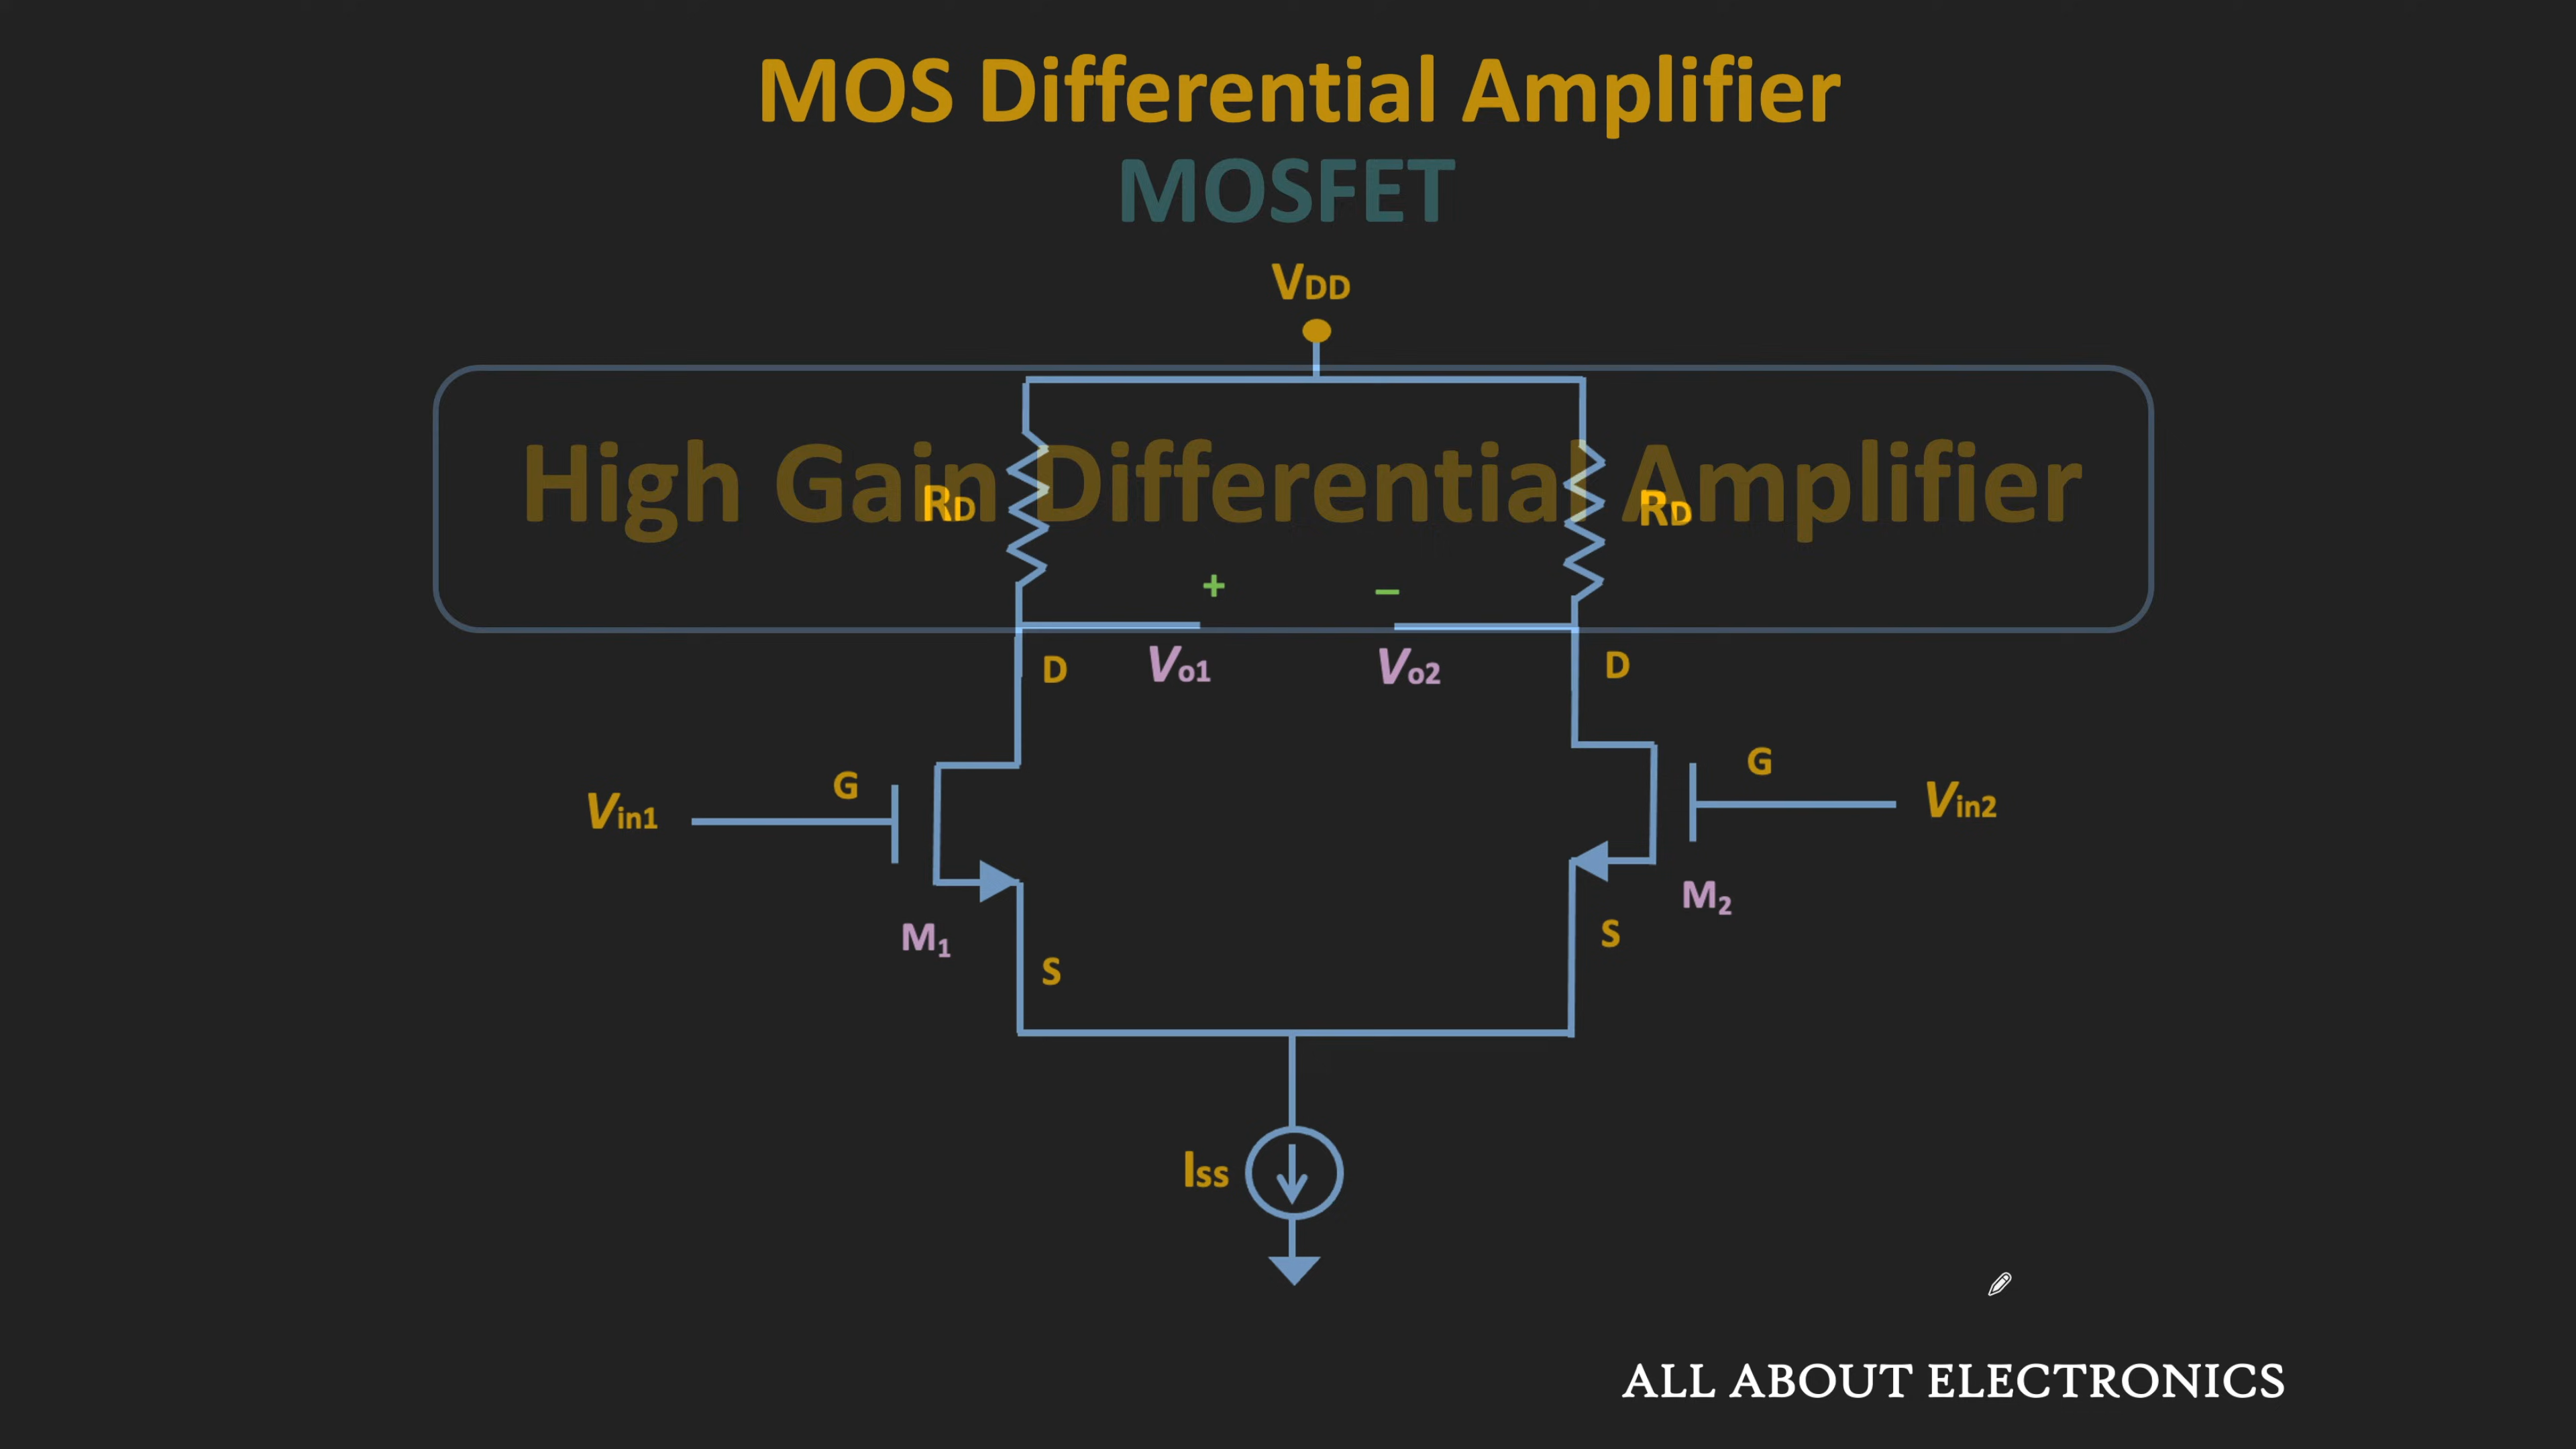 MOS Differential Amplifier
MOSFET
VDD
High Gain Differential Amplifier
RD
RD
+ −
Vo1
Vo2
D
D
G
G
Vin1
Vin2
M1
M2
S
S
ISS
ALL ABOUT ELECTRONICS